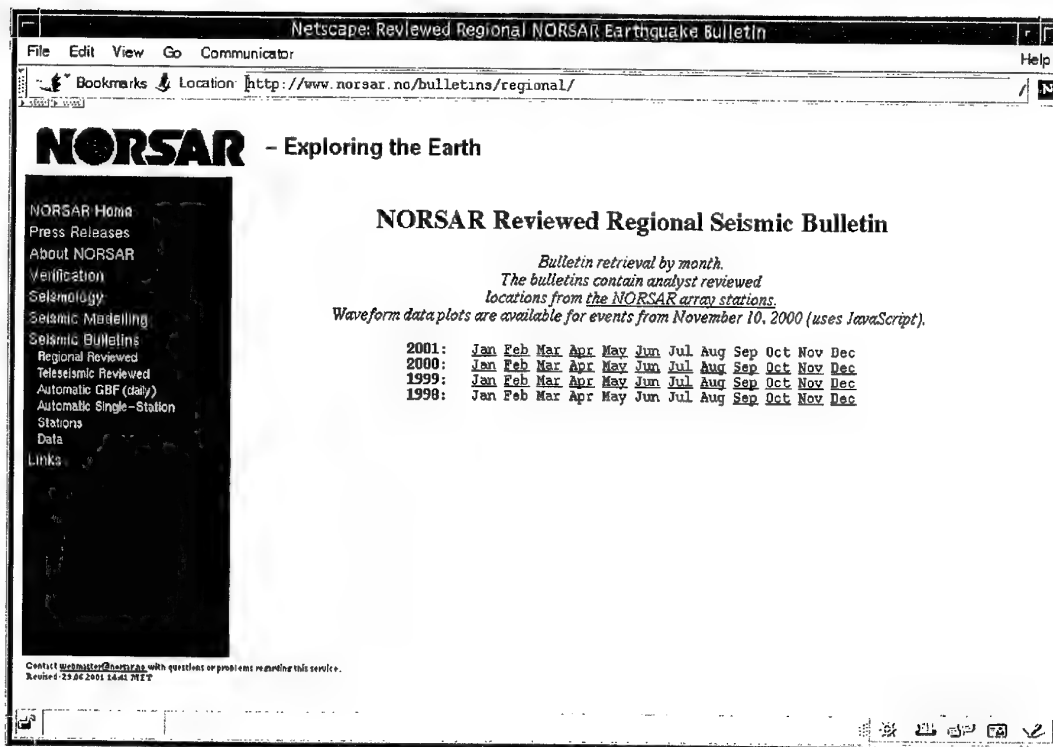 Netscape: Reviewed Regional NORSAR Earthquake Bulletin
File Edit View Go Communicator Help
Bookmarks Location: http://www.norsar.no/bulletins/regional/
NORSAR – Exploring the Earth
NORSAR Home
Press Releases
About NORSAR
Verification
Seismology
Seismic Modelling
Seismic Bulletins
Regional Reviewed
Teleseismic Reviewed
Automatic GBF (daily)
Automatic Single-Station
Stations
Data
Links
NORSAR Reviewed Regional Seismic Bulletin
Bulletin retrieval by month.
The bulletins contain analyst reviewed
locations from the NORSAR array stations.
Waveform data plots are available for events from November 10, 2000 (uses JavaScript).
2001: Jan Feb Mar Apr May Jun Jul Aug Sep Oct Nov Dec
2000: Jan Feb Mar Apr May Jun Jul Aug Sep Oct Nov Dec
1999: Jan Feb Mar Apr May Jun Jul Aug Sep Oct Nov Dec
1998: Jan Feb Mar Apr May Jun Jul Aug Sep Oct Nov Dec
Contact webmaster@norsar.no with questions or problems regarding this service.
Revised: 29.06 2001 14:41 MET